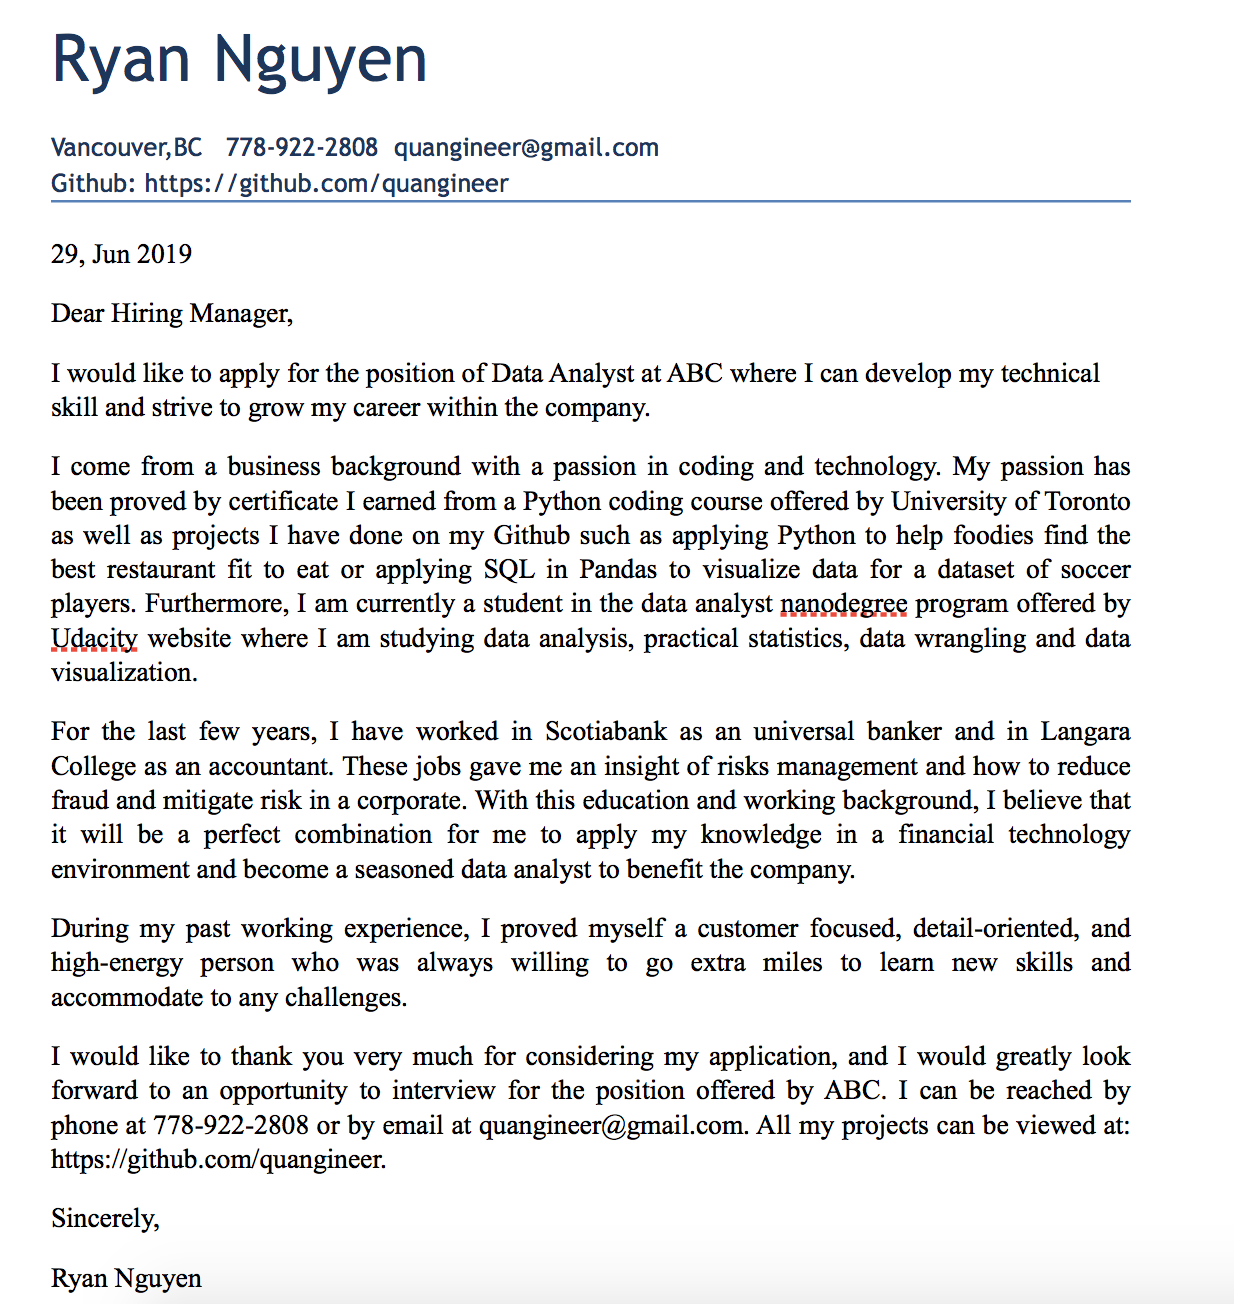 Ryan Nguyen
Vancouver,BC 778-922-2808 quangineer@gmail.com
Github: https://github.com/quangineer
29, Jun 2019
Dear Hiring Manager,
I would like to apply for the position of Data Analyst at ABC where I can develop my technical
skill and strive to grow my career within the company.
I come from a business background with a passion in coding and technology. My passion has
been proved by certificate I earned from a Python coding course offered by University of Toronto
as well as projects I have done on my Github such as applying Python to help foodies find the
best restaurant fit to eat or applying SQL in Pandas to visualize data for a dataset of soccer
players. Furthermore, I am currently a student in the data analyst nanodegree program offered by
Udacity website where I am studying data analysis, practical statistics, data wrangling and data
visualization.
For the last few years, I have worked in Scotiabank as an universal banker and in Langara
College as an accountant. These jobs gave me an insight of risks management and how to reduce
fraud and mitigate risk in a corporate. With this education and working background, I believe that
it will be a perfect combination for me to apply my knowledge in a financial technology
environment and become a seasoned data analyst to benefit the company.
During my past working experience, I proved myself a customer focused, detail-oriented, and
high-energy person who was always willing to go extra miles to learn new skills and
accommodate to any challenges.
I would like to thank you very much for considering my application, and I would greatly look
forward to an opportunity to interview for the position offered by ABC. I can be reached by
phone at 778-922-2808 or by email at quangineer@gmail.com. All my projects can be viewed at:
https://github.com/quangineer.
Sincerely,
Ryan Nguyen